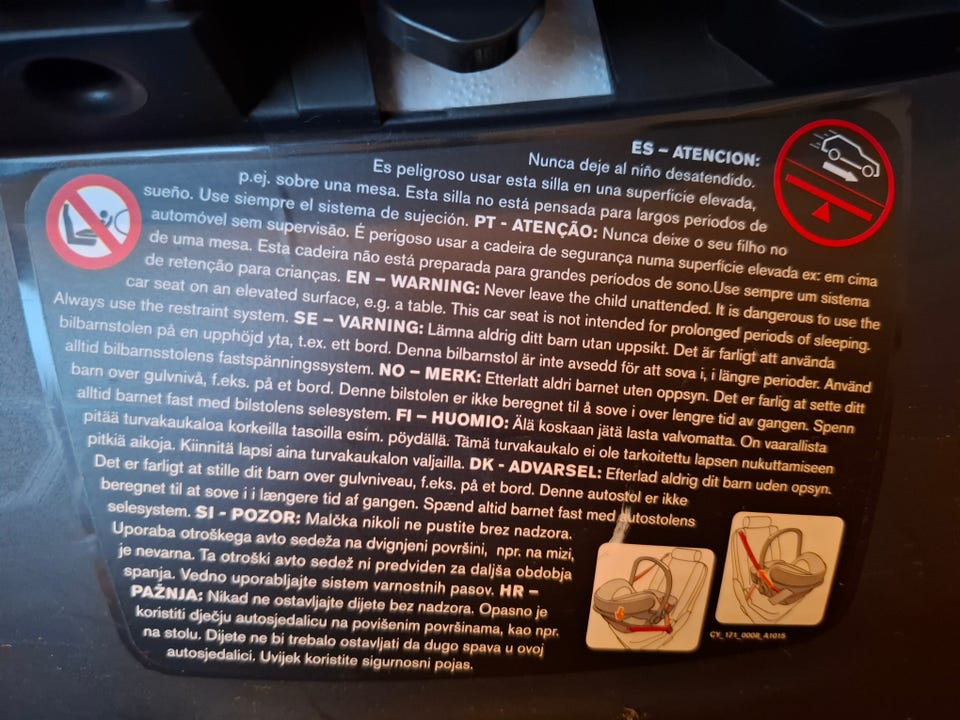 ES – ATENCION:
Nunca deje al niño desatendido.
Es peligroso usar esta silla en una superficie elevada,
p.ej. sobre una mesa. Esta silla no está pensada para largos períodos de
sueño. Use siempre el sistema de sujeción. PT - ATENÇÃO: Nunca deixe o seu filho no
automóvel sem supervisão. É perigoso usar a cadeira de segurança numa superfície elevada ex: em cima
de uma mesa. Esta cadeira não está preparada para grandes períodos de sono.Use sempre um sistema
de retenção para crianças. EN – WARNING: Never leave the child unattended. It is dangerous to use the
car seat on an elevated surface, e.g. a table. This car seat is not intended for prolonged periods of sleeping.
Always use the restraint system. SE – VARNING: Lämna aldrig ditt barn utan uppsikt. Det är farligt att använda
bilbarnstolen på en upphöjd yta, t.ex. ett bord. Denna bilbarnstol är inte avsedd för att sova i, i längre perioder. Använd
alltid bilbarnsstolens fastspänningssystem. NO – MERK: Etterlatt aldri barnet uten oppsyn. Det er farlig at sette ditt
barn over gulvnivå, f.eks. på et bord. Denne bilstolen er ikke beregnet til å sove i over lengre tid av gangen. Spenn
alltid barnet fast med bilstolens selesystem. FI – HUOMIO: Älä koskaan jätä lasta valvomatta. On vaarallista
pitää turvakaukaloa korkeilla tasoilla esim. pöydällä. Tämä turvakaukalo ei ole tarkoitettu lapsen nukuttamiseen
pitkiä aikoja. Kiinnitä lapsi aina turvakaukalon valjailla. DK - ADVARSEL: Efterlad aldrig dit barn uden opsyn.
Det er farligt at stille dit barn over gulvniveau, f.eks. på et bord. Denne autostol er ikke
beregnet til at sove i i længere tid af gangen. Spænd altid barnet fast med autostolens
selesystem. SI - POZOR: Malčka nikoli ne pustite brez nadzora.
Uporaba otroškega avto sedeža na dvignjeni površini, npr. na mizi,
je nevarna. Ta otroški avto sedež ni predviden za daljša obdobja
spanja. Vedno uporabljajte sistem varnostnih pasov. HR –
PAŽNJA: Nikad ne ostavljajte dijete bez nadzora. Opasno je
koristiti dječju autosjedalicu na povišenim površinama, kao npr.
na stolu. Dijete ne bi trebalo ostavljati da dugo spava u ovoj
autosjedalici. Uvijek koristite sigurnosni pojas.
CY_171_0008_A1015